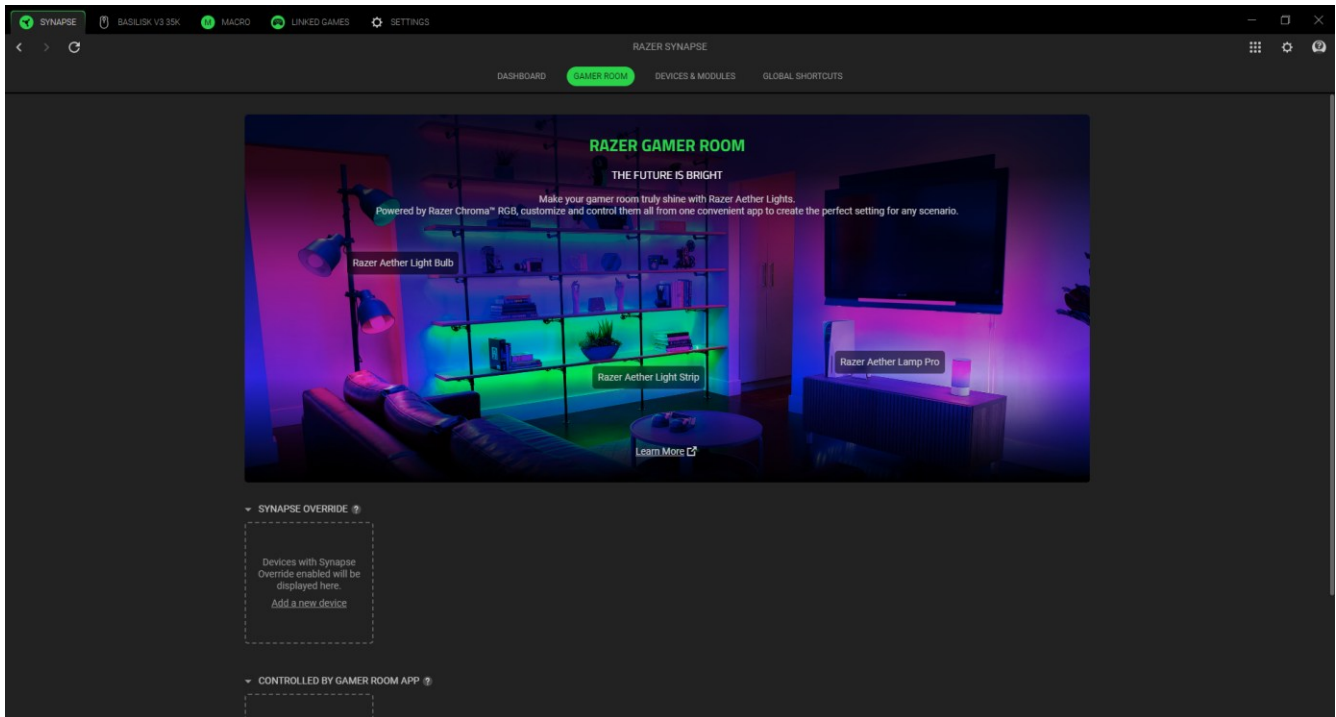 SYNAPSE
BASILISK V3 35K
M MACRO
LINKED GAMES
SETTINGS
RAZER SYNAPSE
DASHBOARD
GAMER ROOM
DEVICES & MODULES
GLOBAL SHORTCUTS
RAZER GAMER ROOM
THE FUTURE IS BRIGHT
Make your gamer room truly shine with Razer Aether Lights.
Powered by Razer Chroma™ RGB, customize and control them all from one convenient app to create the perfect setting for any scenario.
Razer Aether Light Bulb
Razer Aether Lamp Pro
Razer Aether Light Strip
Learn More
SYNAPSE OVERRIDE ?
Devices with Synapse
Override enabled will be
displayed here.
Add a new device
CONTROLLED BY GAMER ROOM APP ?